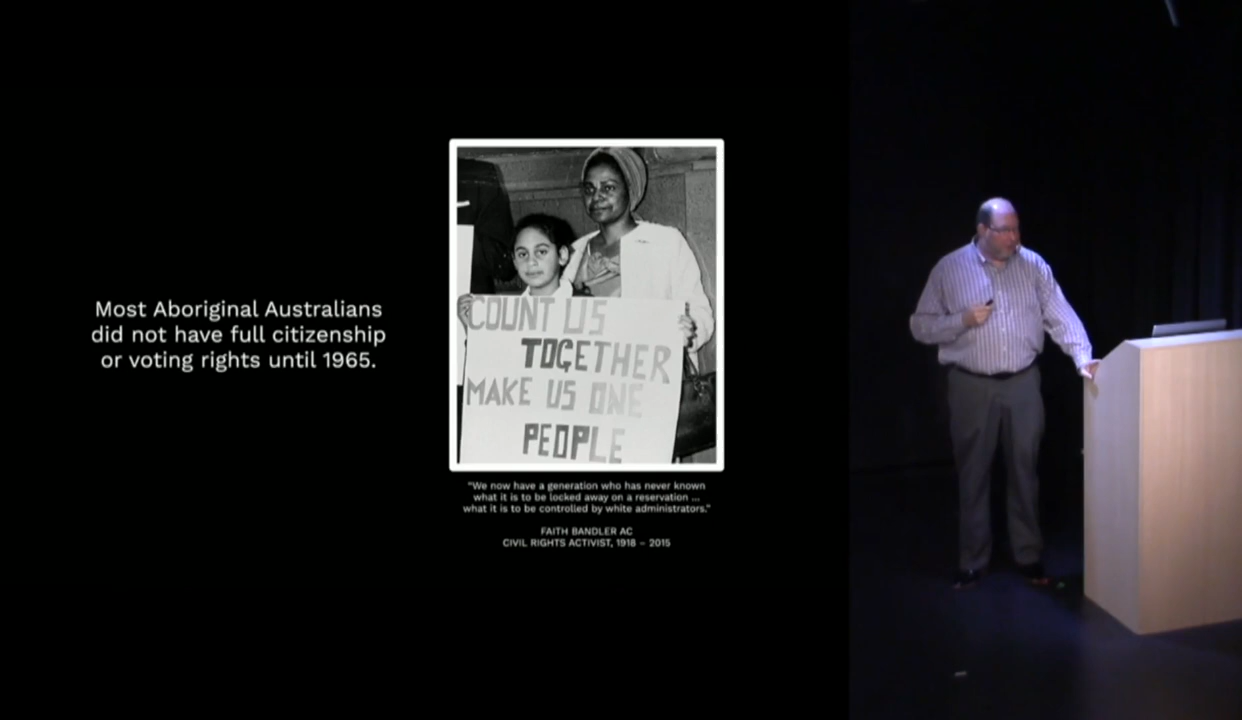 Most Aboriginal Australians
did not have full citizenship
or voting rights until 1965.
COUNT US
TOGETHER
MAKE US ONE
PEOPLE
"We now have a generation who has never known
what it is to be locked away on a reservation ...
what it is to be controlled by white administrators."
FAITH BANDLER AC
CIVIL RIGHTS ACTIVIST, 1918 – 2015